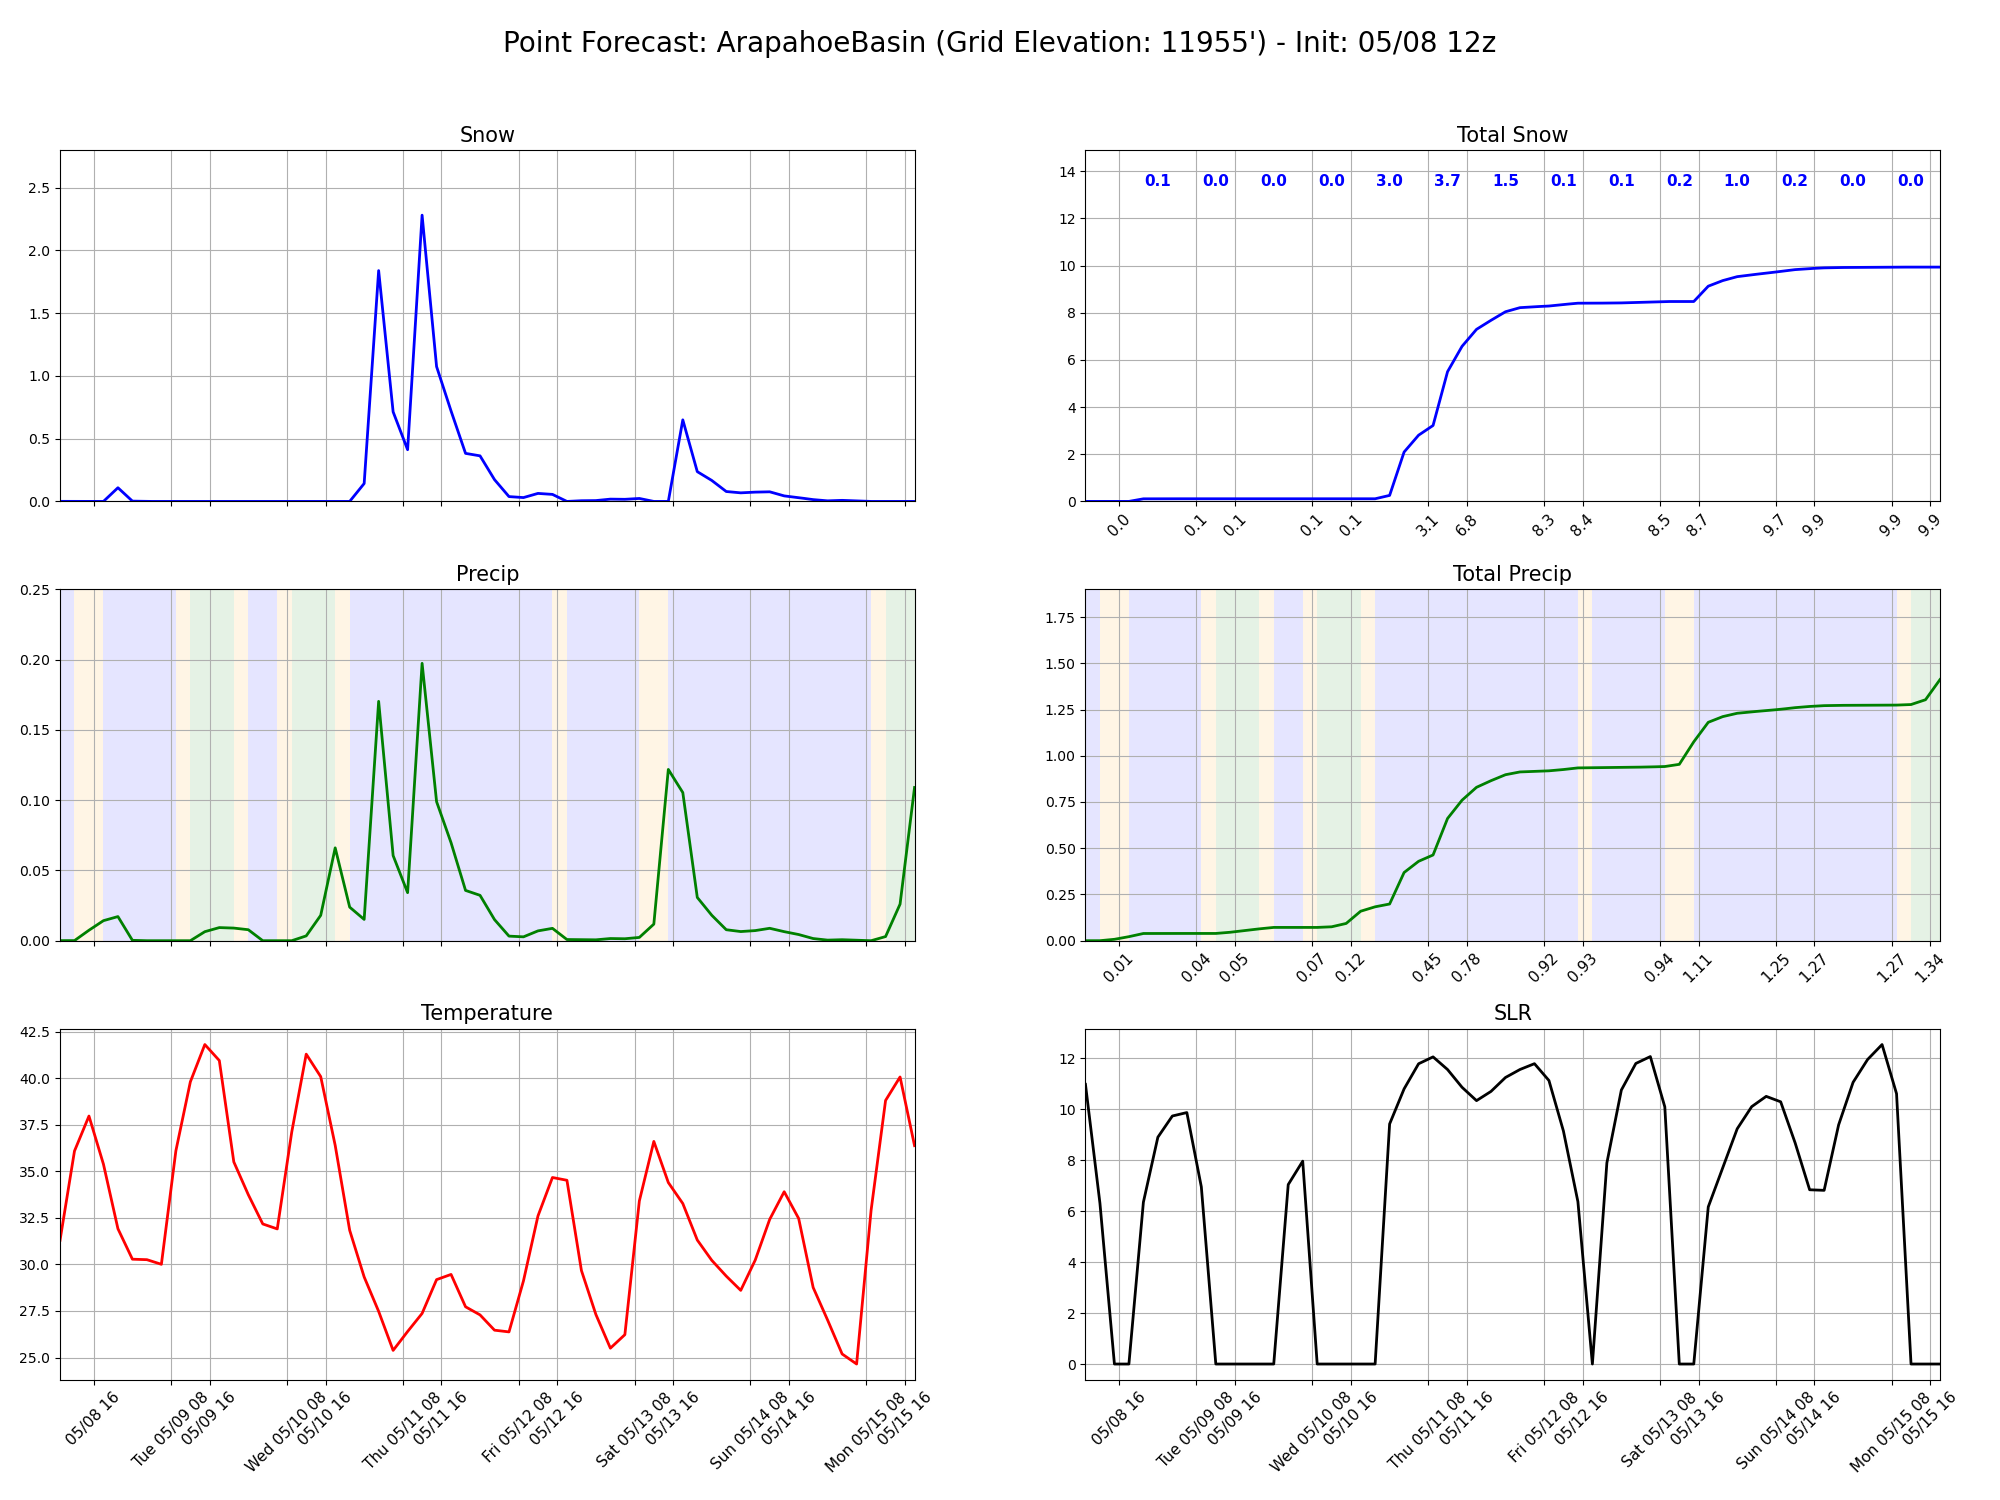 Point Forecast: ArapahoeBasin (Grid Elevation: 11955') - Init: 05/08 12z
Snow
2.5
2.0
1.5
1.0
0.5
0.0
Total Snow
0.1 0.0 0.0 0.0 3.0 3.7 1.5 0.1 0.1 0.2 1.0 0.2 0.0 0.0
14
12
10
8
6
4
2
0
0.0 0.1 0.1 0.1 0.1 3.1 6.8 8.3 8.4 8.5 8.7 9.7 9.9 9.9 9.9
Precip
0.25
0.20
0.15
0.10
0.05
0.00
Total Precip
1.75
1.50
1.25
1.00
0.75
0.50
0.25
0.00
0.01 0.04 0.05 0.07 0.12 0.45 0.78 0.92 0.93 0.94 1.11 1.25 1.27 1.27 1.34
Temperature
42.5
40.0
37.5
35.0
32.5
30.0
27.5
25.0
05/08 16
Tue 05/09 08
05/09 16
Wed 05/10 08
05/10 16
Thu 05/11 08
05/11 16
Fri 05/12 08
05/12 16
Sat 05/13 08
05/13 16
Sun 05/14 08
05/14 16
Mon 05/15 08
05/15 16
SLR
12
10
8
6
4
2
0
05/08 16
Tue 05/09 08
05/09 16
Wed 05/10 08
05/10 16
Thu 05/11 08
05/11 16
Fri 05/12 08
05/12 16
Sat 05/13 08
05/13 16
Sun 05/14 08
05/14 16
Mon 05/15 08
05/15 16